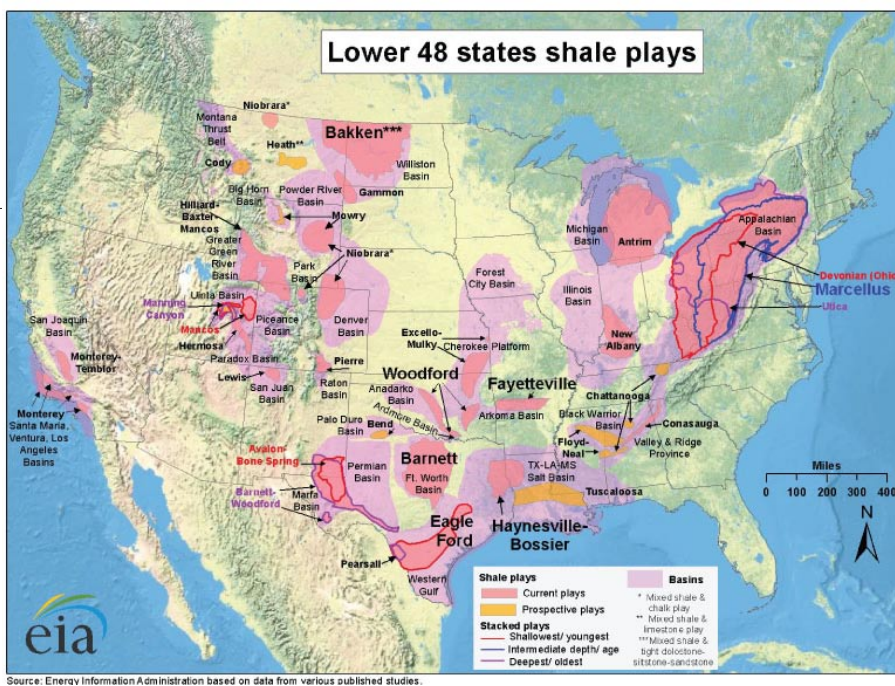 Lower 48 states shale plays
Niobrara*
Montana
Thrust
Belt
Bakken***
Heath**
Cody
Williston
Basin
Big Horn
Basin
Powder River
Basin
Gammon
Hilliard-
Baxter-
Mancos
Mowry
Greater
Green
River
Basin
Niobrara*
Park
Basin
Michigan
Basin
Antrim
Appalachian
Basin
Devonian (Ohio
Marcellus
Utica
Forest
City Basin
Illinois
Basin
Uinta Basin
Manning
Canyon
Mancos
Piceance
Basin
Denver
Basin
San Joaquin
Basin
Hermosa
Paradox Basin
Excello-
Mulky
Cherokee Platform
New
Albany
Monterey-
Temblor
Lewis
San Juan
Basin
Pierre
Raton
Basin
Woodford
Anadarko
Basin
Ardmore Basin
Fayetteville
Arkoma Basin
Chattanooga
Monterey
Santa Maria,
Ventura, Los
Angeles
Basins
Palo Duro
Basin
Bend
Black Warrior
Basin
Conasauga
Floyd-
Neal
Valley & Ridge
Province
Avalon-
Bone Spring
Permian
Basin
Barnett
Ft. Worth
Basin
TX-LA-MS
Salt Basin
Tuscaloosa
Barnett-
Woodford
Marfa
Basin
Eagle
Ford
Haynesville-
Bossier
Pearsall
Western
Gulf
Miles
0 100 200 300 400
N
Shale plays
Current plays
Prospective plays
Stacked plays
Shallowest/ youngest
Intermediate depth/ age
Deepest/ oldest
Basins
* Mixed shale &
chalk play
** Mixed shale &
limestone play
***Mixed shale &
tight dolostone-
siltstone-sandstone
eia
Source: Energy Information Administration based on data from various published studies.